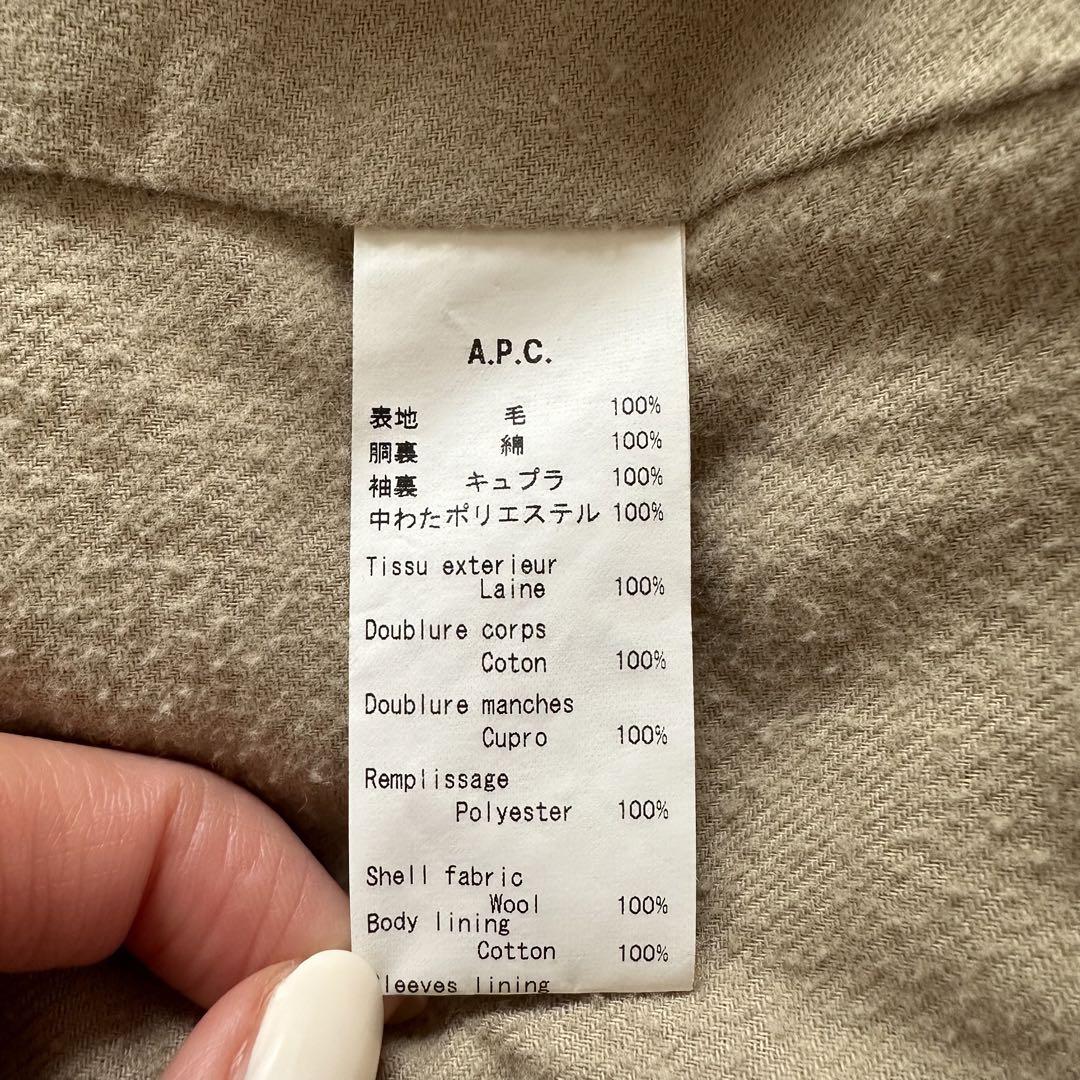 A.P.C.
表地 毛 100%
胴裏 綿 100%
袖裏 キュプラ 100%
中わたポリエステル 100%
Tissu exterieur
Laine 100%
Doublure corps
Coton 100%
Doublure manches
Cupro 100%
Remplissage
Polyester 100%
Shell fabric
Wool 100%
Body lining
Cotton 100%
Sleeves lining